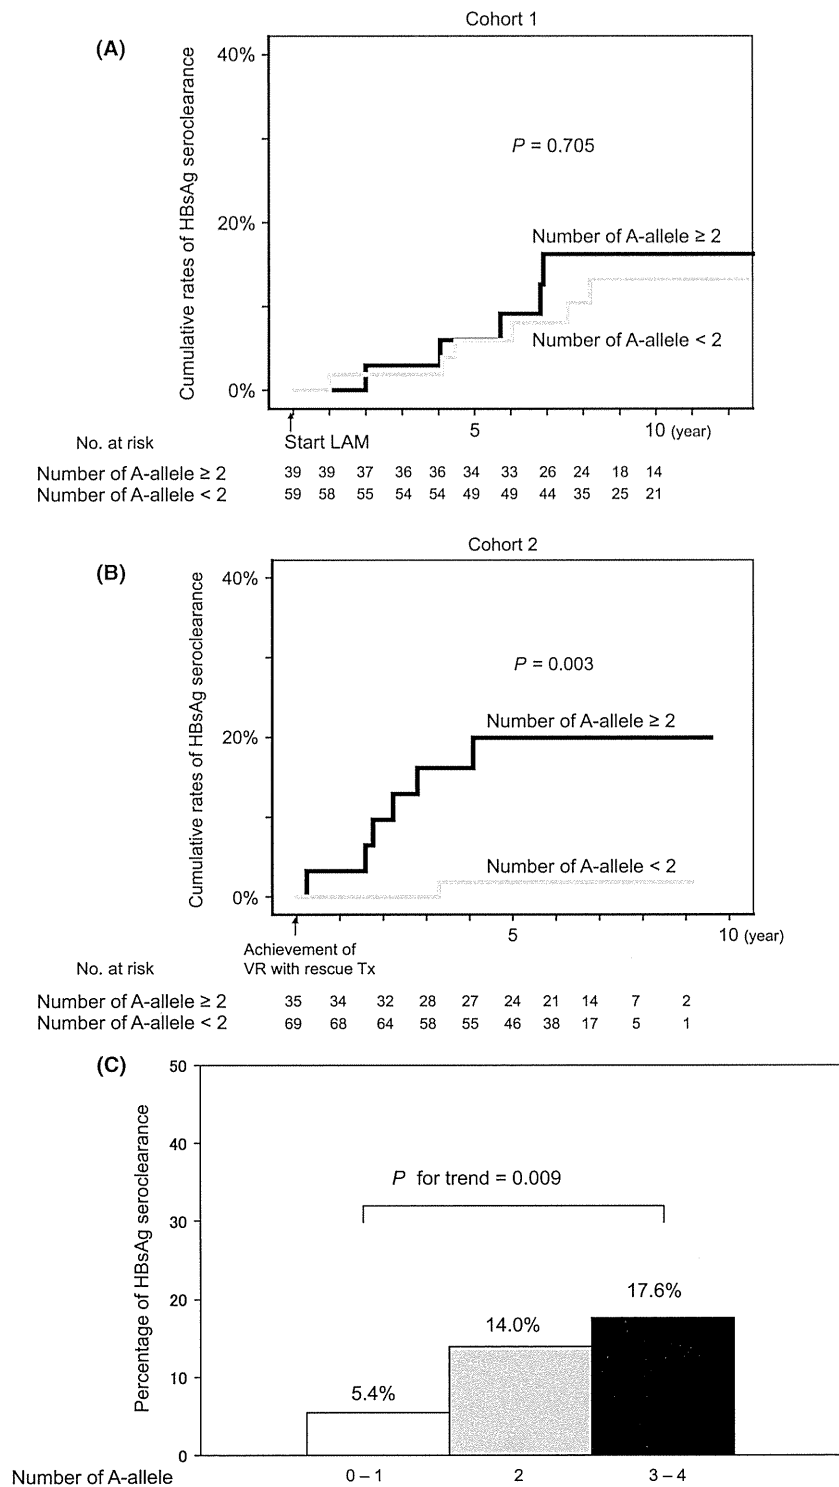 Cohort 1
(A)
Cumulative rates of HBsAg seroclearance
40%
20%
0%
P = 0.705
Number of A-allele ≥ 2
Number of A-allele < 2
5
10 (year)
Start LAM
No. at risk
Number of A-allele ≥ 2 39 39 37 36 36 34 33 26 24 18 14
Number of A-allele < 2 59 58 55 54 54 49 49 44 35 25 21
Cohort 2
(B)
Cumulative rates of HBsAg seroclearance
40%
20%
0%
P = 0.003
Number of A-allele ≥ 2
Number of A-allele < 2
5
10 (year)
Achievement of
VR with rescue Tx
No. at risk
Number of A-allele ≥ 2 35 34 32 28 27 24 21 14 7 2
Number of A-allele < 2 69 68 64 58 55 46 38 17 5 1
(C)
Percentage of HBsAg seroclearance
50
40
30
20
10
0
P for trend = 0.009
5.4%
14.0%
17.6%
Number of A-allele 0 – 1 2 3 – 4